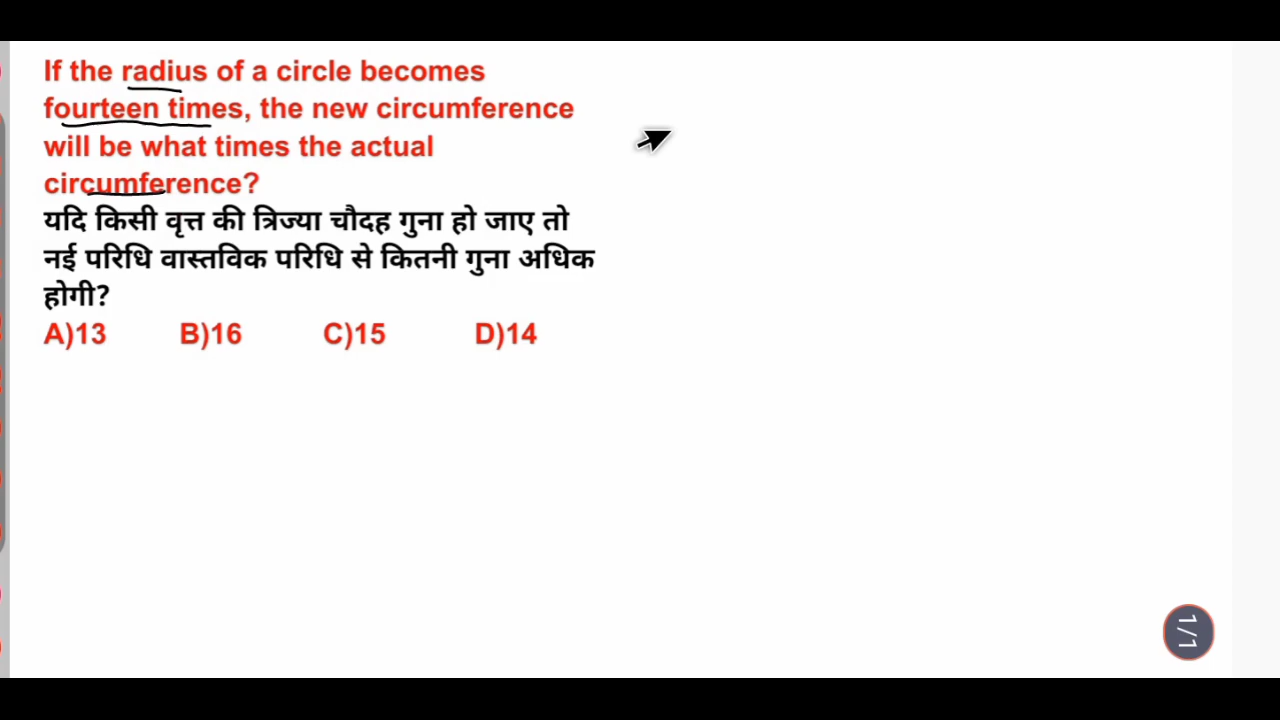 If the radius of a circle becomes
fourteen times, the new circumference
will be what times the actual
circumference?
यदि किसी वृत्त की त्रिज्या चौदह गुना हो जाए तो
नई परिधि वास्तविक परिधि से कितनी गुना अधिक
होगी?
A)13 B)16 C)15 D)14
1/1